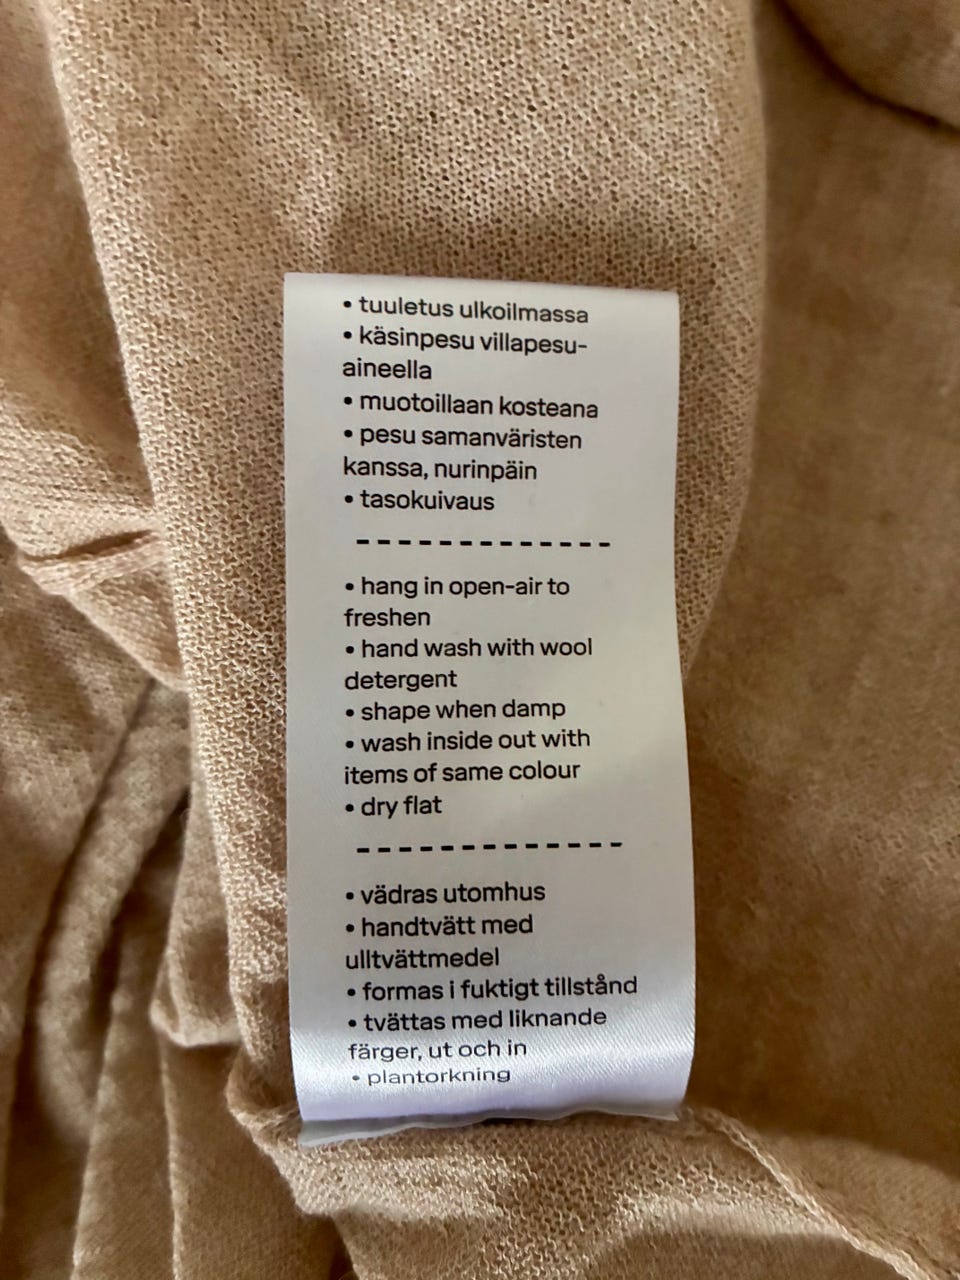 • tuuletus ulkoilmassa
• käsinpesu villapesu-
aineella
• muotoillaan kosteana
• pesu samanväristen
kanssa, nurinpäin
• tasokuivaus
- - - - - - - - - - - - -
• hang in open-air to
freshen
• hand wash with wool
detergent
• shape when damp
• wash inside out with
items of same colour
• dry flat
- - - - - - - - - - - - -
• vädras utomhus
• handtvätt med
ulltvättmedel
• formas i fuktigt tillstånd
• tvättas med liknande
färger, ut och in
• plantorkning